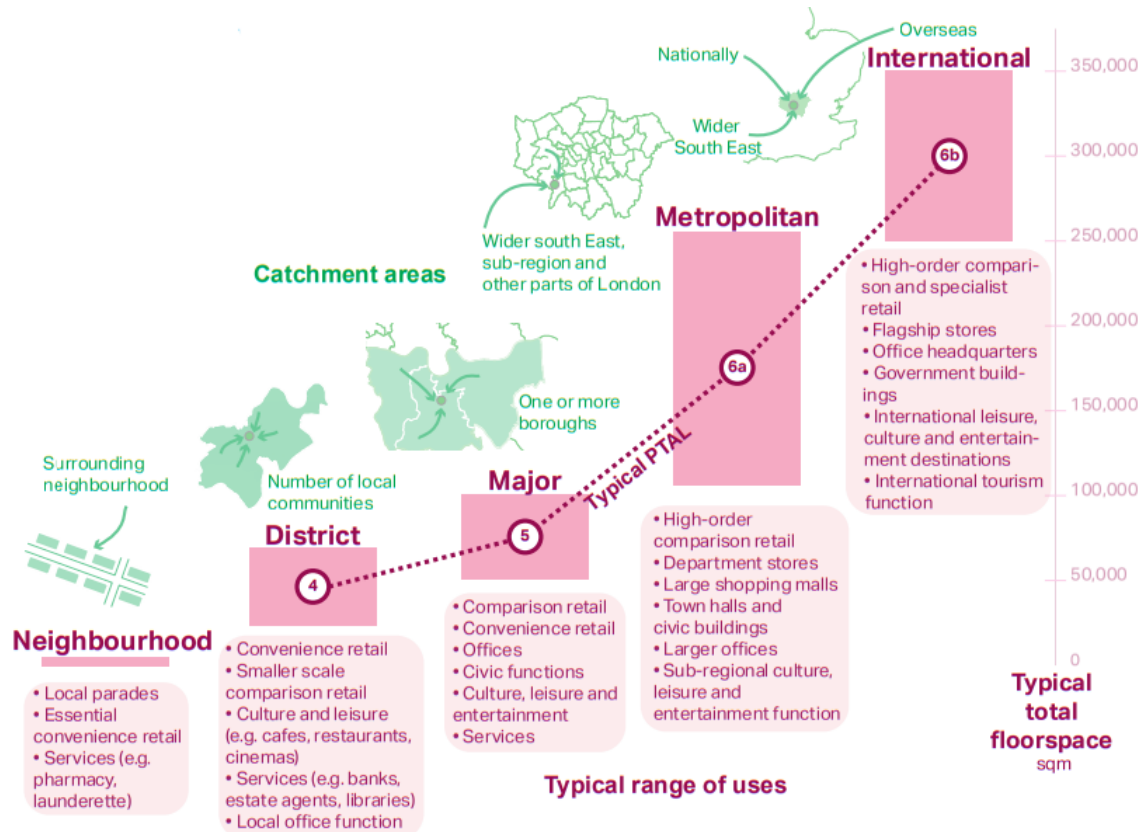 Overseas
Nationally
International
Wider
South East
350,000
300,000
250,000
200,000
150,000
100,000
50,000
0
6b
Metropolitan
Wider south East,
sub-region and
other parts of London
Catchment areas
• High-order compari-
son and specialist
retail
• Flagship stores
• Office headquarters
• Government build-
ings
• International leisure,
culture and entertain-
ment destinations
• International tourism
function
6a
Typical PTAL
One or more
boroughs
Surrounding
neighbourhood
Number of local
communities
Major
District
5
4
• High-order
comparison retail
• Department stores
• Large shopping malls
• Town halls and
civic buildings
• Larger offices
• Sub-regional culture,
leisure and
entertainment function
• Comparison retail
• Convenience retail
• Offices
• Civic functions
• Culture, leisure and
entertainment
• Services
Neighbourhood
• Convenience retail
• Smaller scale
comparison retail
• Culture and leisure
(e.g. cafes, restaurants,
cinemas)
• Services (e.g. banks,
estate agents, libraries)
• Local office function
• Local parades
• Essential
convenience retail
• Services (e.g.
pharmacy,
launderette)
Typical range of uses
Typical
total
floorspace
sqm